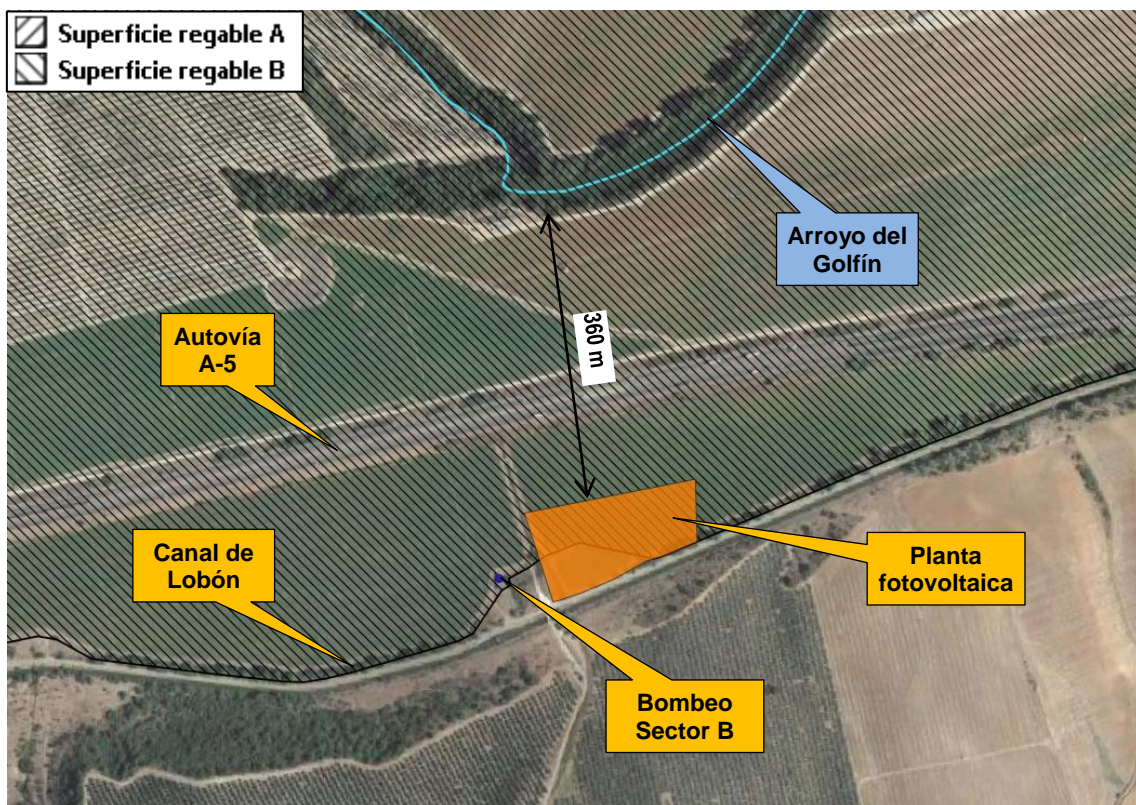 Superficie regable A
Superficie regable B
Arroyo del
Golfín
360 m
Autovía
A-5
Canal de
Lobón
Planta
fotovoltaica
Bombeo
Sector B